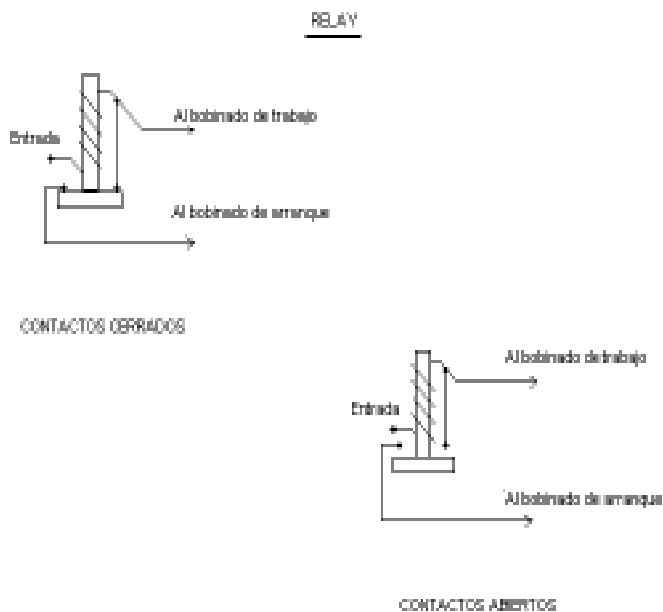 RELAY
Al bobinado de trabajo
Entrada
Al bobinado de arranque
CONTACTOS CERRADOS
Al bobinado de trabajo
Entrada
Al bobinado de arranque
CONTACTOS ABIERTOS